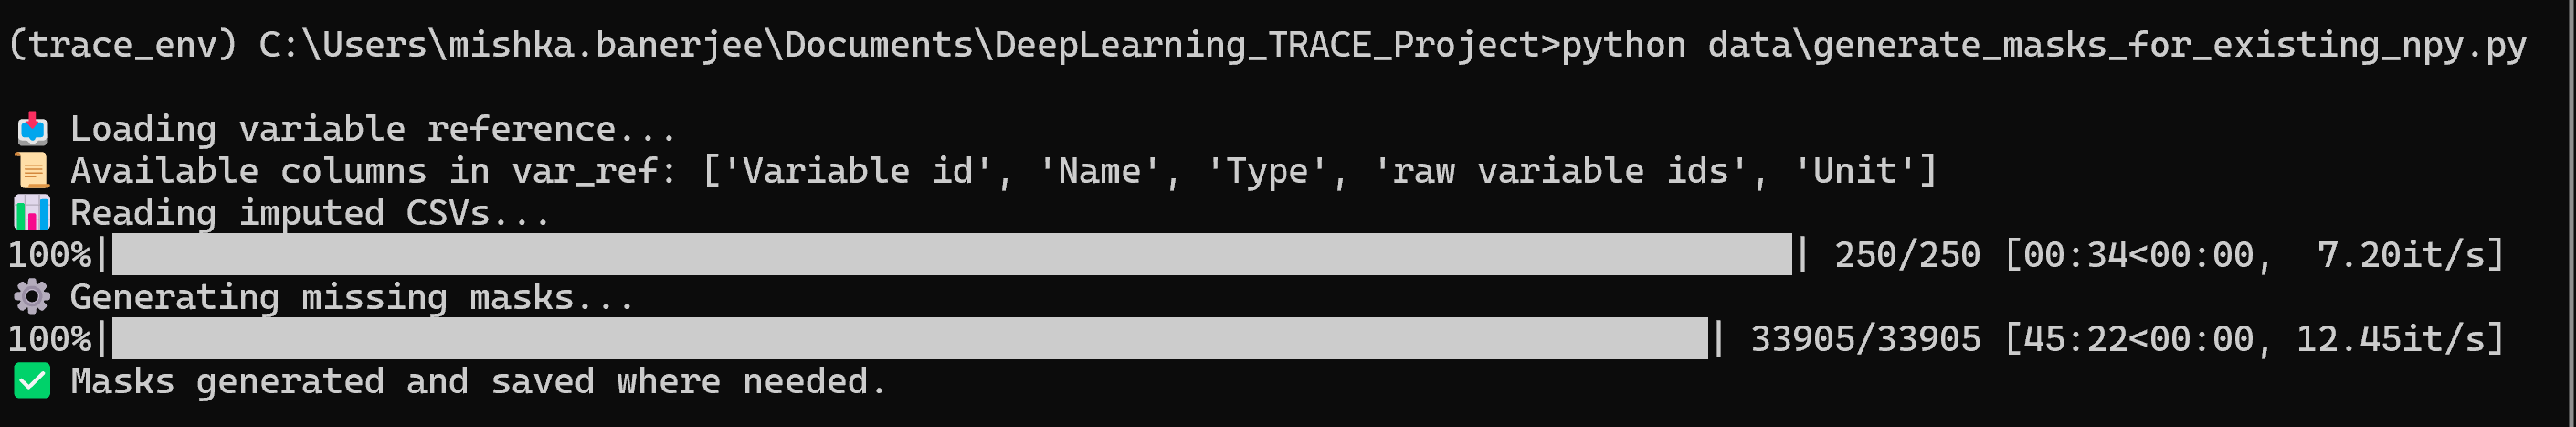 (trace_env) C:\Users\mishka.banerjee\Documents\DeepLearning_TRACE_Project>python data\generate_masks_for_existing_npy.py
📥 Loading variable reference...
📜 Available columns in var_ref: ['Variable id', 'Name', 'Type', 'raw variable ids', 'Unit']
📊 Reading imputed CSVs...
100%|██████████| 250/250 [00:34<00:00,  7.20it/s]
⚙️ Generating missing masks...
100%|██████████| 33905/33905 [45:22<00:00, 12.45it/s]
✅ Masks generated and saved where needed.